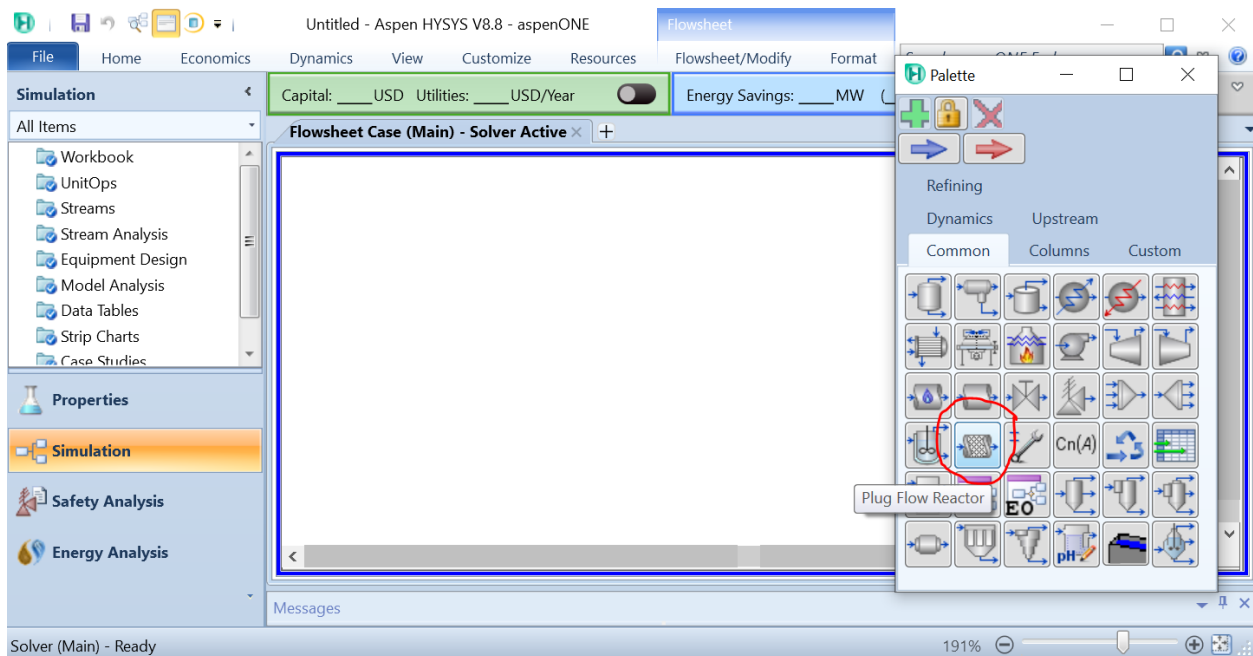 Untitled - Aspen HYSYS V8.8 - aspenONE
Flowsheet
File Home Economics Dynamics View Customize Resources Flowsheet/Modify Format
Simulation
All Items
Workbook
UnitOps
Streams
Stream Analysis
Equipment Design
Model Analysis
Data Tables
Strip Charts
Case Studies
Properties
Simulation
Safety Analysis
Energy Analysis
Capital: ____USD Utilities: ____USD/Year
Energy Savings: ____MW (
Flowsheet Case (Main) - Solver Active
Palette
Refining
Dynamics Upstream
Common Columns Custom
Cn(A)
Plug Flow Reactor
EO
pH
Messages
Solver (Main) - Ready
191%